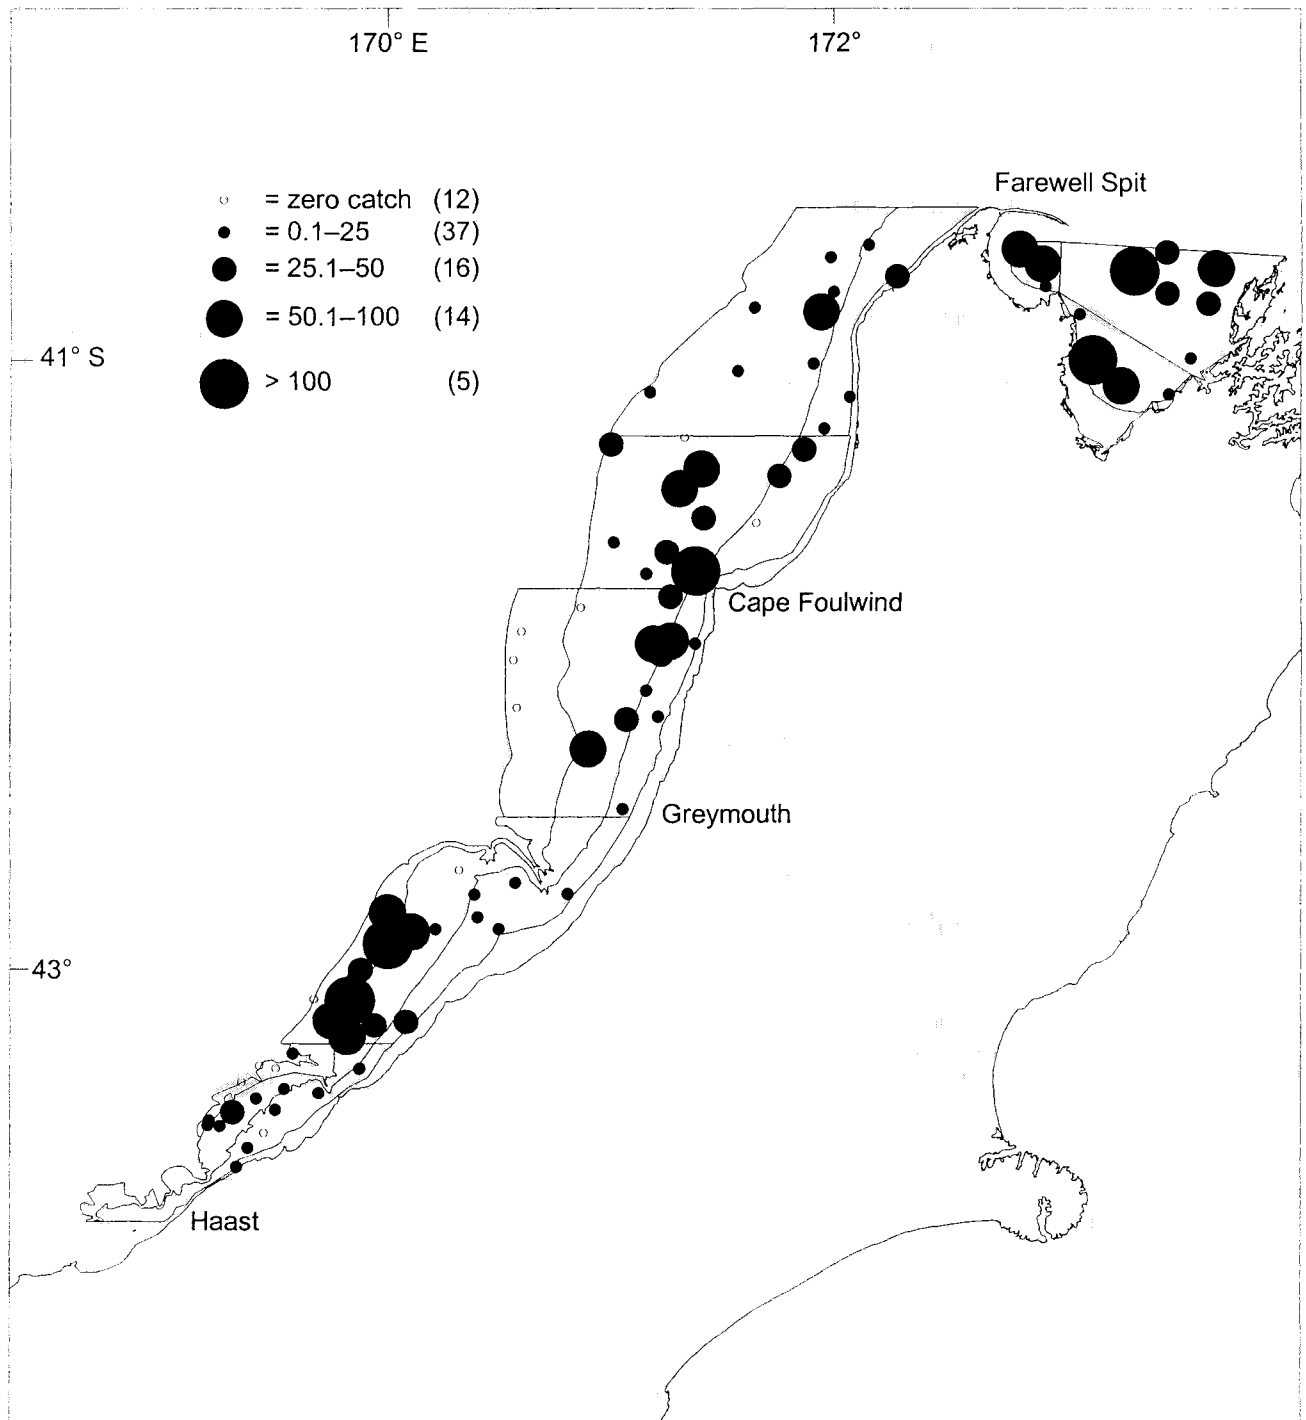 170° E
172°
Farewell Spit
= zero catch (12)
= 0.1–25 (37)
= 25.1–50 (16)
= 50.1–100 (14)
> 100 (5)
41° S
Cape Foulwind
Greymouth
43°
Haast